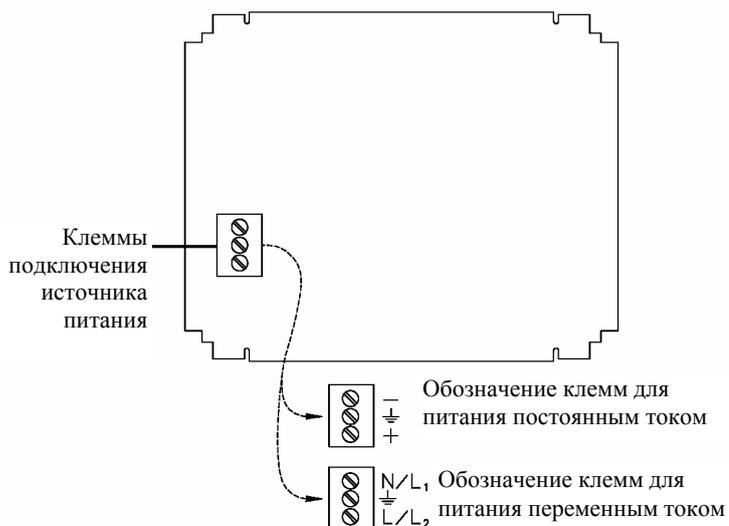 Клеммы
подключения
источника
питания
Обозначение клемм для
питания постоянным током
−
+
N/L₁
L/L₂
Обозначение клемм для
питания переменным током